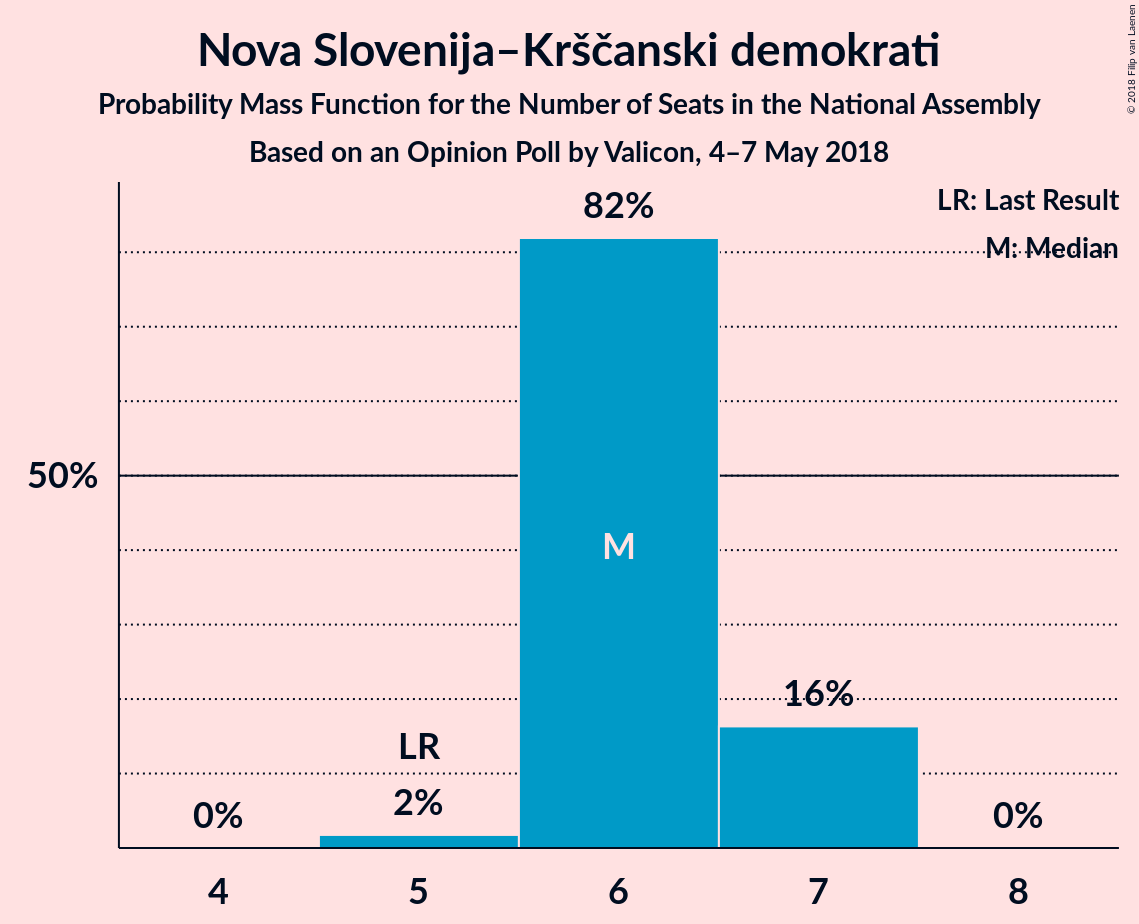 Nova Slovenija–Krščanski demokrati
Probability Mass Function for the Number of Seats in the National Assembly
Based on an Opinion Poll by Valicon, 4–7 May 2018
© 2018 Filip van Laenen
LR: Last Result
M: Median
82%
50%
M
16%
LR
2%
0%
0%
4 5 6 7 8